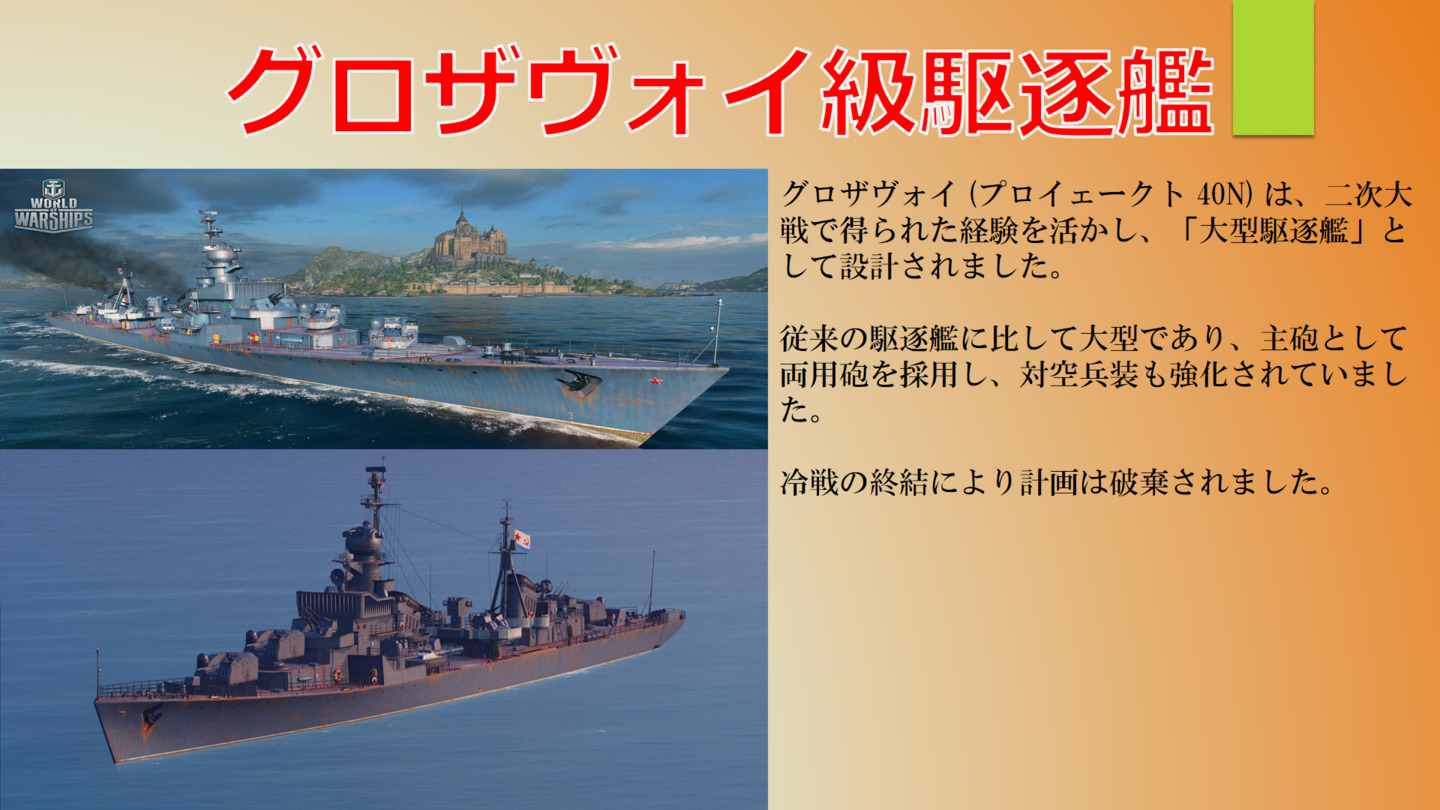 グロザヴォイ級駆逐艦
WORLD
OF
WARSHIPS
グロザヴォイ (プロイェークト 40N) は、二次大
戦で得られた経験を活かし、「大型駆逐艦」と
して設計されました。
従来の駆逐艦に比して大型であり、主砲として
両用砲を採用し、対空兵装も強化されていまし
た。
冷戦の終結により計画は破棄されました。